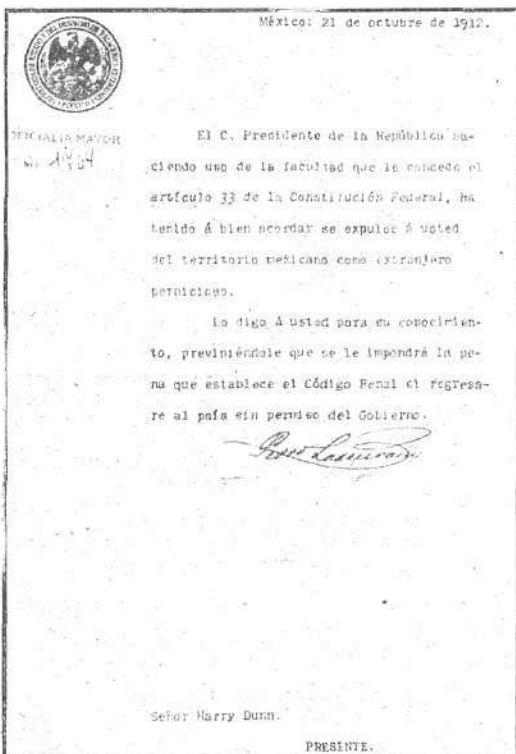 México: 21 de octubre de 1912.
OFICIALIA MAYOR
El C. Presidente de la República ha-
ciendo uso de la facultad que le concede el
artículo 33 de la Constitución Federal, ha
tenido á bien acordar se expulse á usted
del territorio mexicano como extranjero
pernicioso.
Lo digo á usted para su conocimien-
to, previniéndole que se le impondrá la pe-
na que establece el Código Penal si regresa-
re al país sin permiso del Gobierno.
Señor Harry Dunn.
PRESENTE.